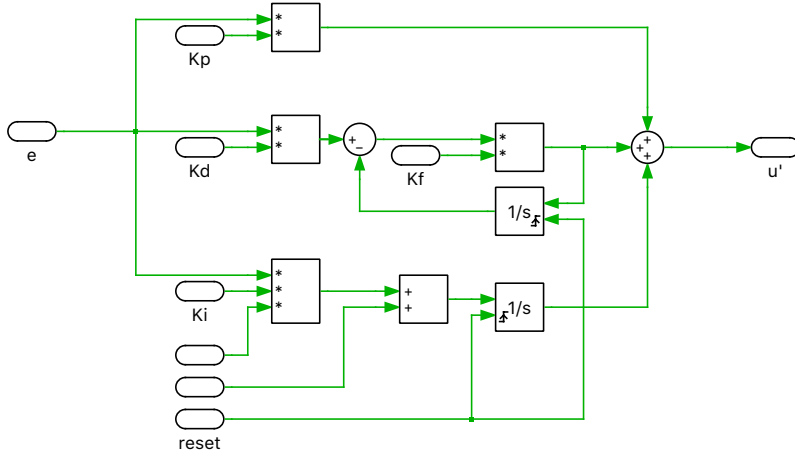 *
*
Kp
e
*
*
Kd
+
−
Kf
*
*
+
+
+
u'
1/s
*
*
*
Ki
+
+
1/s
reset